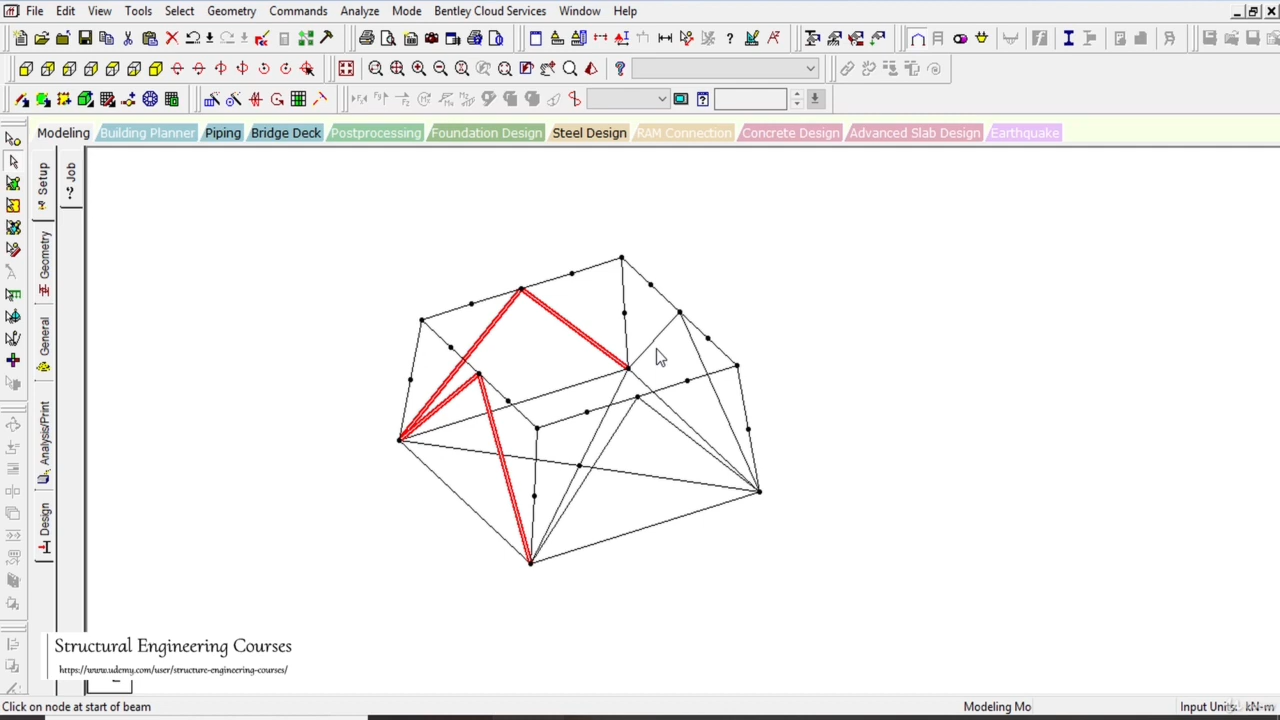 File Edit View Tools Select Geometry Commands Analyze Mode Bentley Cloud Services Window Help
Modeling Building Planner Piping Bridge Deck Postprocessing Foundation Design Steel Design RAM Connection Concrete Design Advanced Slab Design Earthquake
Setup
Job
Geometry
General
Analysis/Print
Design
Structural Engineering Courses
https://www.udemy.com/user/structure-engineering-courses/
Click on node at start of beam
Modeling Mo
Input Units: kN-m